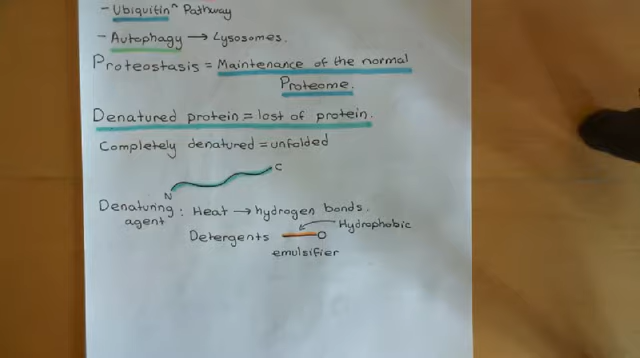 - Ubiquitin^n Pathway
- Autophagy → Lysosomes.
Proteostasis = Maintenance of the normal
Proteome.
Denatured protein = lost of protein.
Completely denatured = unfolded
C
N
Denaturing agent : Heat → hydrogen bonds.
Hydrophobic
Detergents
emulsifier